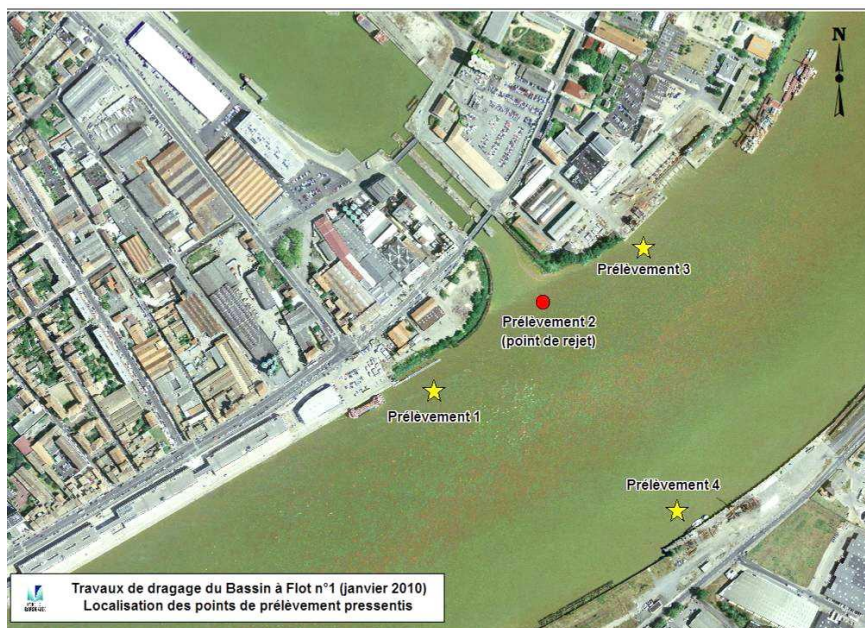 N
Prélèvement 3
Prélèvement 2
(point de rejet)
Prélèvement 1
Prélèvement 4
Travaux de dragage du Bassin à Flot n°1 (janvier 2010)
Localisation des points de prélèvement pressentis